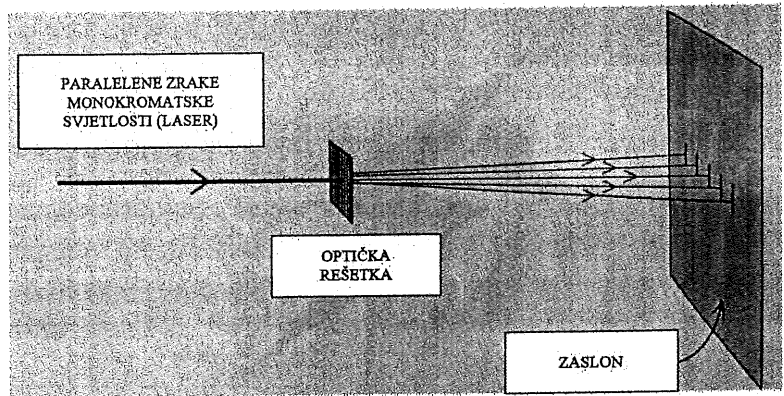 PARALELENE ZRAKE
MONOKROMATSKE
SVJETLOSTI (LASER)
OPTIČKA
REŠETKA
ZASLON